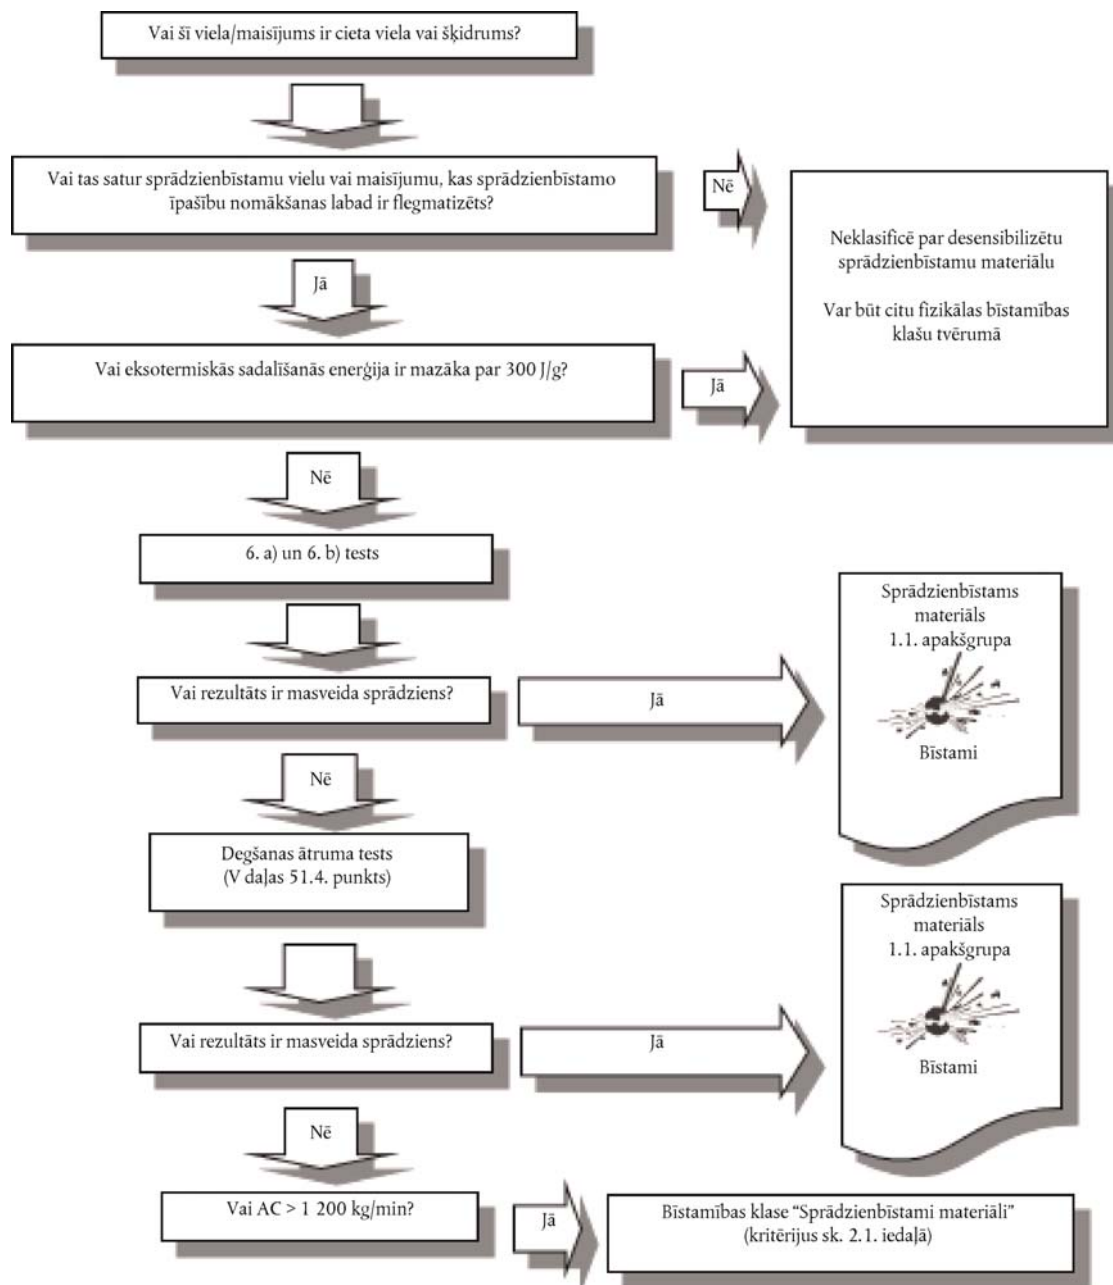 Vai šī viela/maisījums ir cieta viela vai šķidrums?
Vai tas satur sprādzienbīstamu vielu vai maisījumu, kas sprādzienbīstamo
īpašību nomākšanas labad ir flegmatizēts?
Nē
Neklasificē par desensibilizētu
sprādzienbīstamu materiālu
Var būt citu fizikālas bīstamības
klašu tvērumā
Jā
Vai eksotermiskās sadalīšanās enerģija ir mazāka par 300 J/g?
Jā
Nē
6. a) un 6. b) tests
Vai rezultāts ir masveida sprādziens?
Jā
Sprādzienbīstams
materiāls
1.1. apakšgrupa
Bīstami
Nē
Degšanas ātruma tests
(V daļas 51.4. punkts)
Vai rezultāts ir masveida sprādziens?
Jā
Sprādzienbīstams
materiāls
1.1. apakšgrupa
Bīstami
Nē
Vai AC > 1 200 kg/min?
Jā
Bīstamības klase “Sprādzienbīstami materiāli”
(kritērijus sk. 2.1. iedaļā)